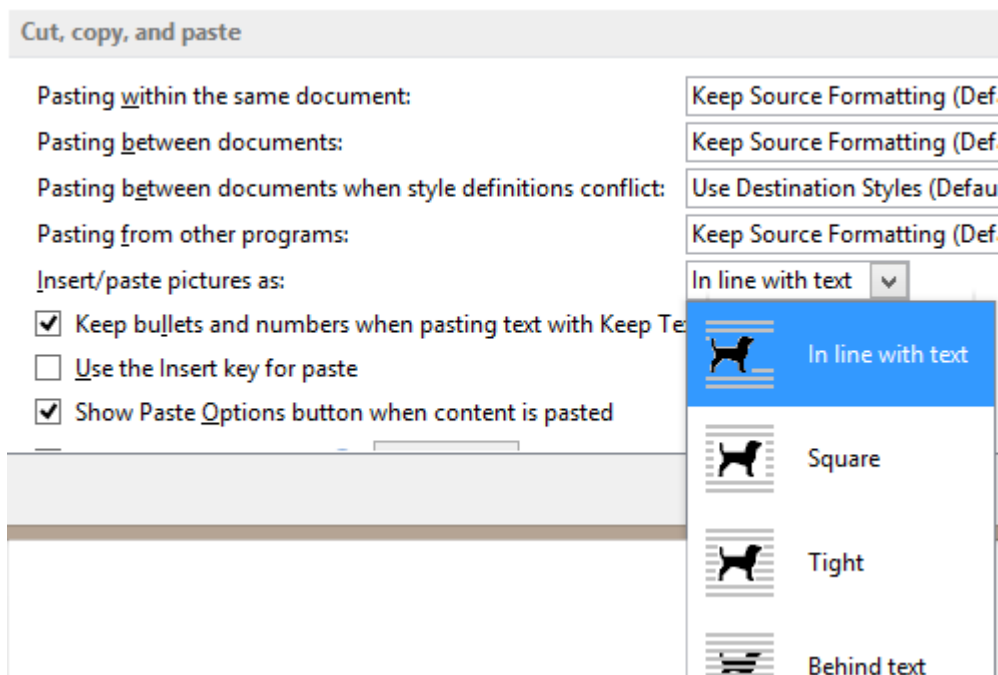 Cut, copy, and paste
Pasting within the same document: Keep Source Formatting (Def
Pasting between documents: Keep Source Formatting (Def
Pasting between documents when style definitions conflict: Use Destination Styles (Defau
Pasting from other programs: Keep Source Formatting (Def
Insert/paste pictures as: In line with text
Keep bullets and numbers when pasting text with Keep Te
Use the Insert key for paste
Show Paste Options button when content is pasted
In line with text
Square
Tight
Behind text